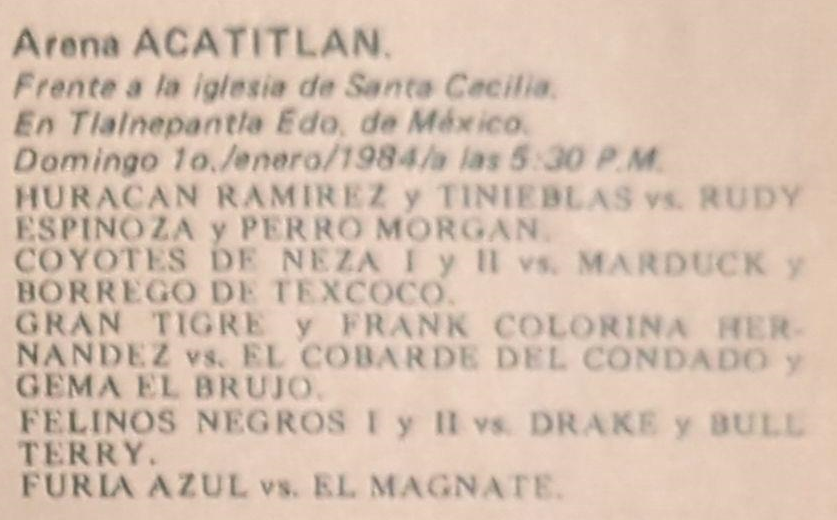 Arena ACATITLAN.
Frente a la iglesia de Santa Cecilia.
En Tlalnepantla Edo. de México.
Domingo 1o./enero/1984/a las 5:30 P.M.
HURACAN RAMIREZ y TINIEBLAS vs. RUDY
ESPINOZA y PERRO MORGAN.
COYOTES DE NEZA I y II vs. MARDUCK y
BORREGO DE TEXCOCO.
GRAN TIGRE y FRANK COLORINA HER-
NANDEZ vs. EL COBARDE DEL CONDADO y
GEMA EL BRUJO.
FELINOS NEGROS I y II vs. DRAKE y BULL
TERRY.
FURIA AZUL vs. EL MAGNATE.